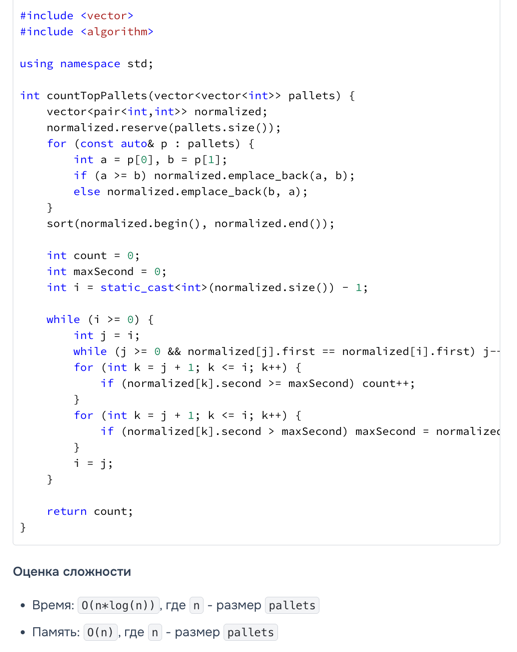 #include <vector>
#include <algorithm>

using namespace std;

int countTopPallets(vector<vector<int>> pallets) {
    vector<pair<int,int>> normalized;
    normalized.reserve(pallets.size());
    for (const auto& p : pallets) {
        int a = p[0], b = p[1];
        if (a >= b) normalized.emplace_back(a, b);
        else normalized.emplace_back(b, a);
    }
    sort(normalized.begin(), normalized.end());

    int count = 0;
    int maxSecond = 0;
    int i = static_cast<int>(normalized.size()) - 1;

    while (i >= 0) {
        int j = i;
        while (j >= 0 && normalized[j].first == normalized[i].first) j--
        for (int k = j + 1; k <= i; k++) {
            if (normalized[k].second >= maxSecond) count++;
        }
        for (int k = j + 1; k <= i; k++) {
            if (normalized[k].second > maxSecond) maxSecond = normalized
        }
        i = j;
    }

    return count;
}
Оценка сложности
• Время: O(n*log(n)), где n - размер pallets
• Память: O(n), где n - размер pallets